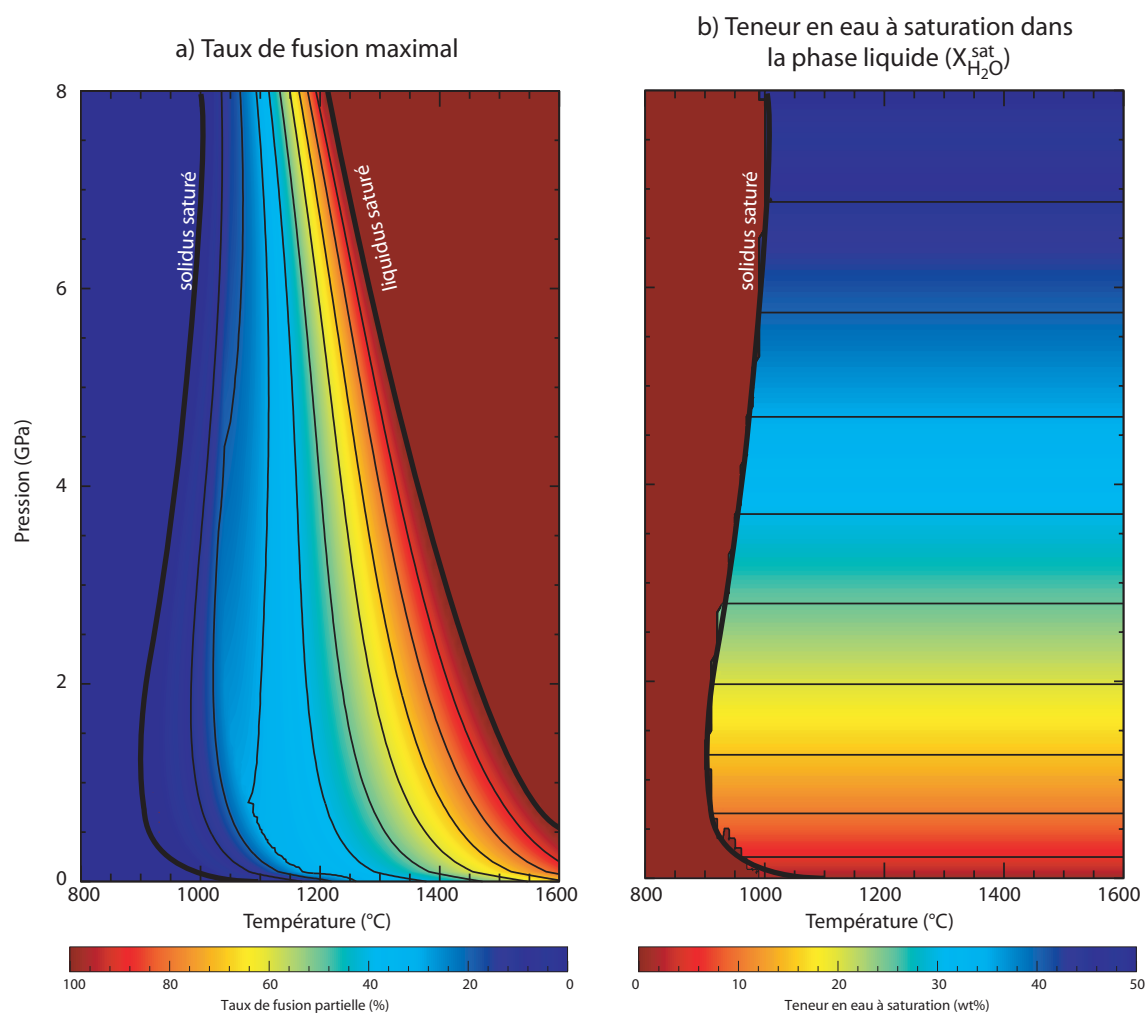 a) Taux de fusion maximal
b) Teneur en eau à saturation dans
la phase liquide (X sat H2O)
8
6
4
2
0
Pression (GPa)
solidus saturé
liquidus saturé
solidus saturé
800 1000 1200 1400 1600
Température (°C)
800 1000 1200 1400 1600
Température (°C)
100 80 60 40 20 0
Taux de fusion partielle (%)
0 10 20 30 40 50
Teneur en eau à saturation (wt%)